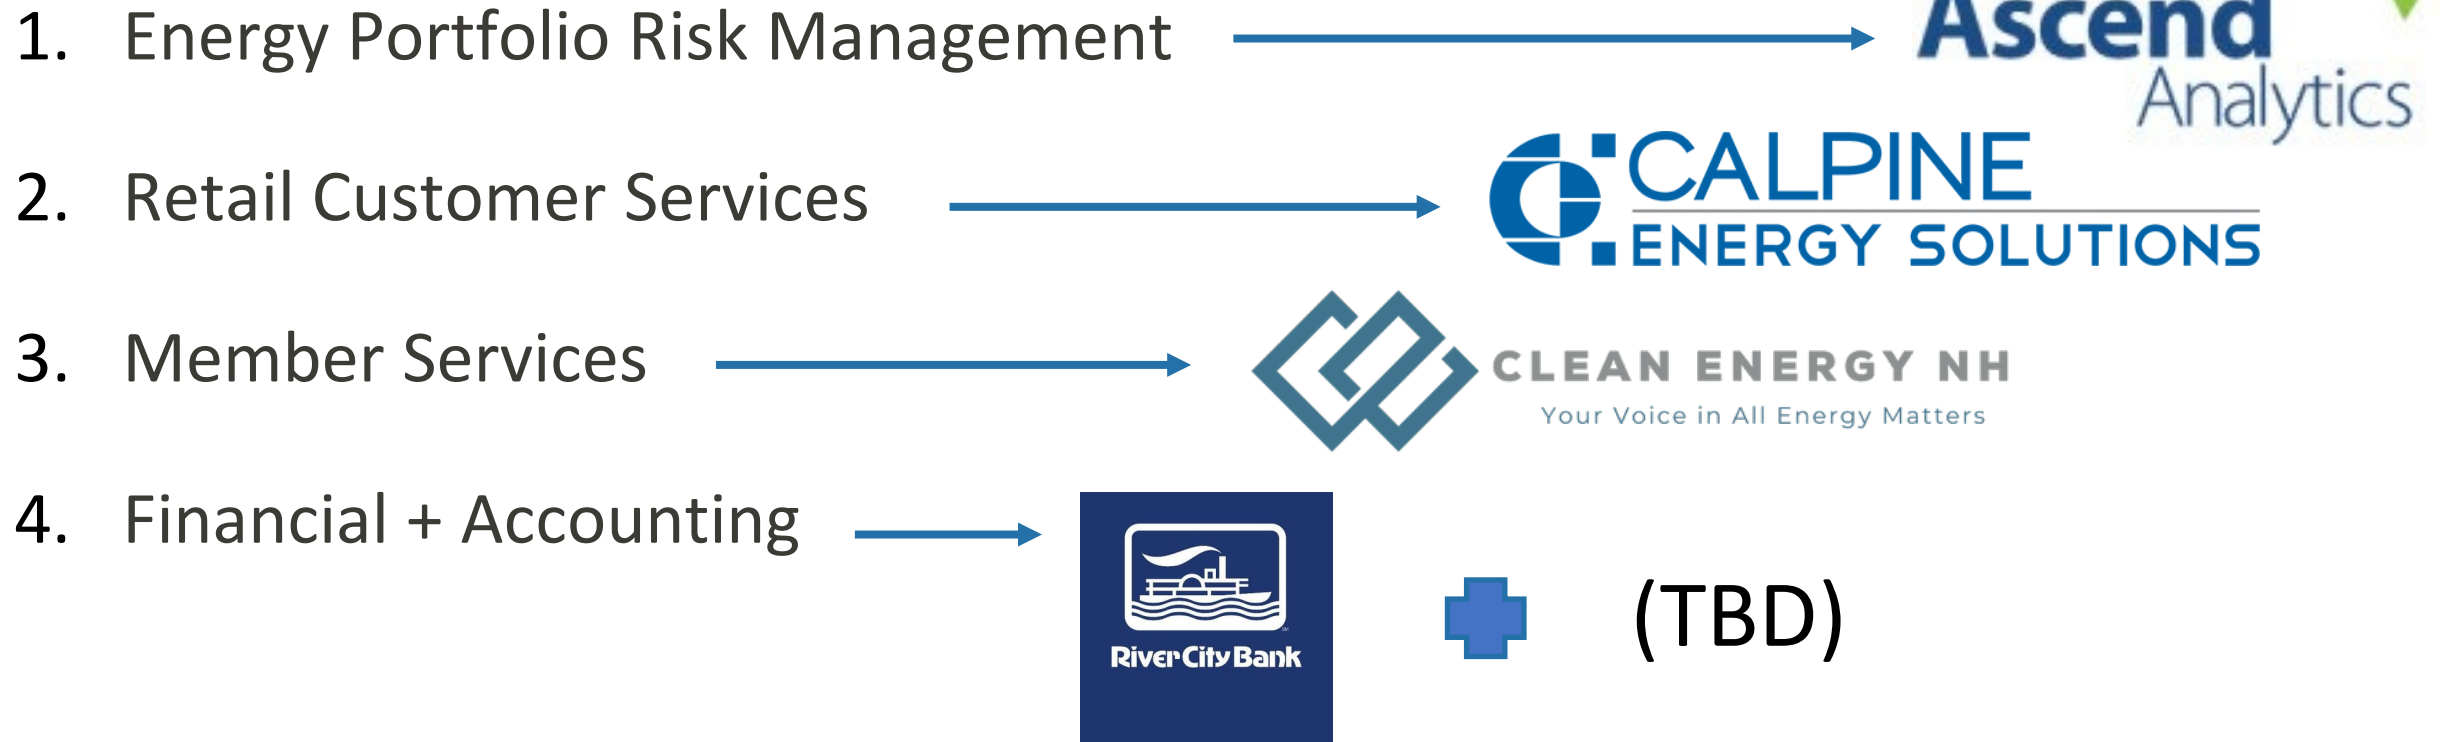 1. Energy Portfolio Risk Management
Ascend
Analytics
2. Retail Customer Services
CALPINE
ENERGY SOLUTIONS
3. Member Services
CLEAN ENERGY NH
Your Voice in All Energy Matters
4. Financial + Accounting
River City Bank
(TBD)